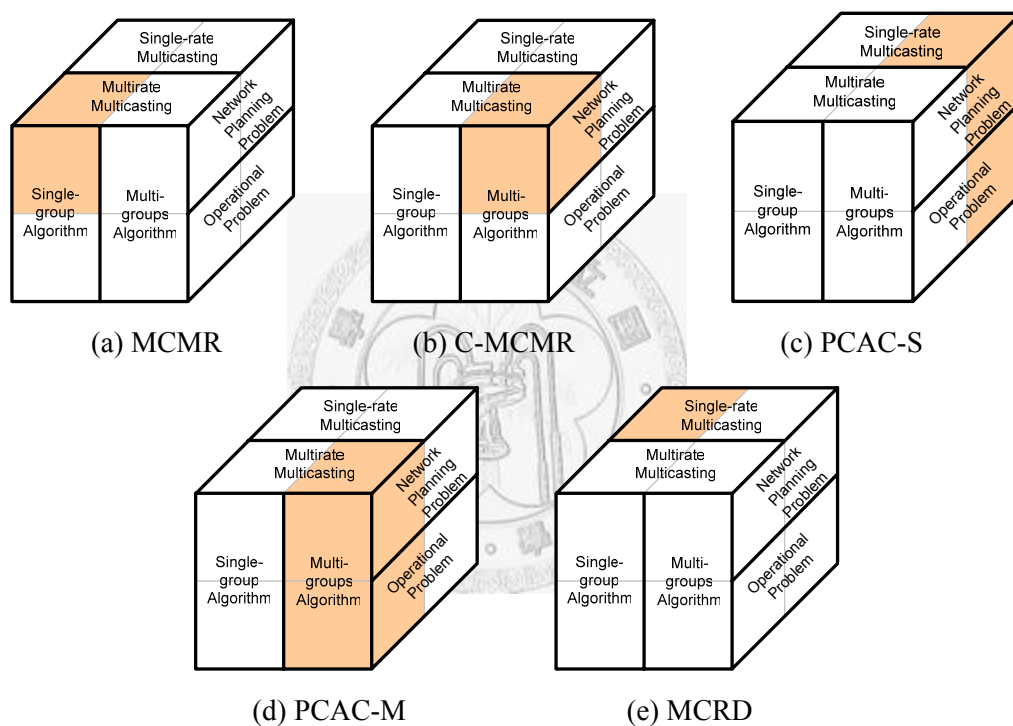 Single-rate
Multicasting
Multirate
Multicasting
Network
Planning
Problem
Single-
group
Algorithm
Multi-
groups
Algorithm
Operational
Problem
(a) MCMR
Single-rate
Multicasting
Multirate
Multicasting
Network
Planning
Problem
Single-
group
Algorithm
Multi-
groups
Algorithm
Operational
Problem
(b) C-MCMR
Single-rate
Multicasting
Multirate
Multicasting
Network
Planning
Problem
Single-
group
Algorithm
Multi-
groups
Algorithm
Operational
Problem
(c) PCAC-S
Single-rate
Multicasting
Multirate
Multicasting
Network
Planning
Problem
Single-
group
Algorithm
Multi-
groups
Algorithm
Operational
Problem
(d) PCAC-M
Single-rate
Multicasting
Multirate
Multicasting
Network
Planning
Problem
Single-
group
Algorithm
Multi-
groups
Algorithm
Operational
Problem
(e) MCRD